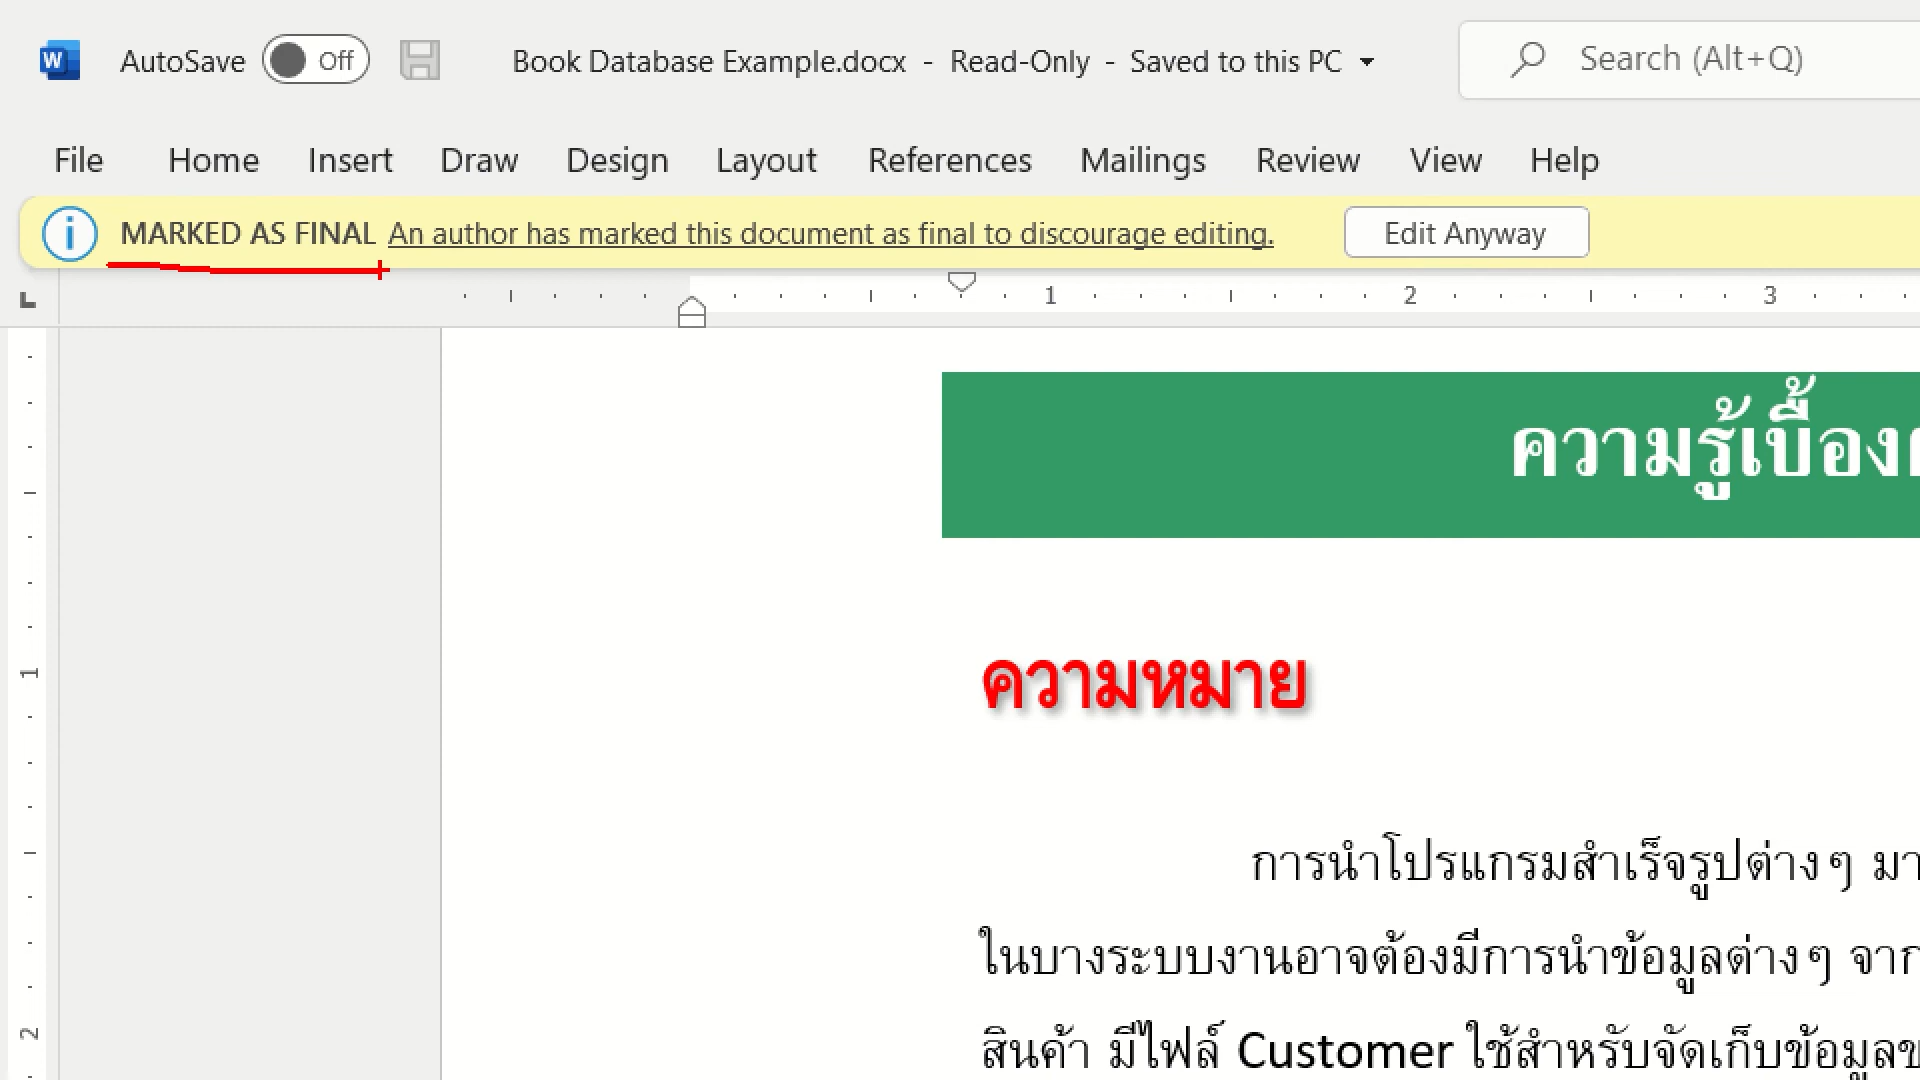 W AutoSave Off Book Database Example.docx - Read-Only - Saved to this PC Search (Alt+Q)
File Home Insert Draw Design Layout References Mailings Review View Help
MARKED AS FINAL An author has marked this document as final to discourage editing. Edit Anyway
1 2 3
ความรู้เบื้อง
ความหมาย
1
การนำโปรแกรมสำเร็จรูปต่างๆ มา
ในบางระบบงานอาจต้องมีการนำข้อมูลต่างๆ จาก
2
สินค้า มีไฟล์ Customer ใช้สำหรับจัดเก็บข้อมูลข